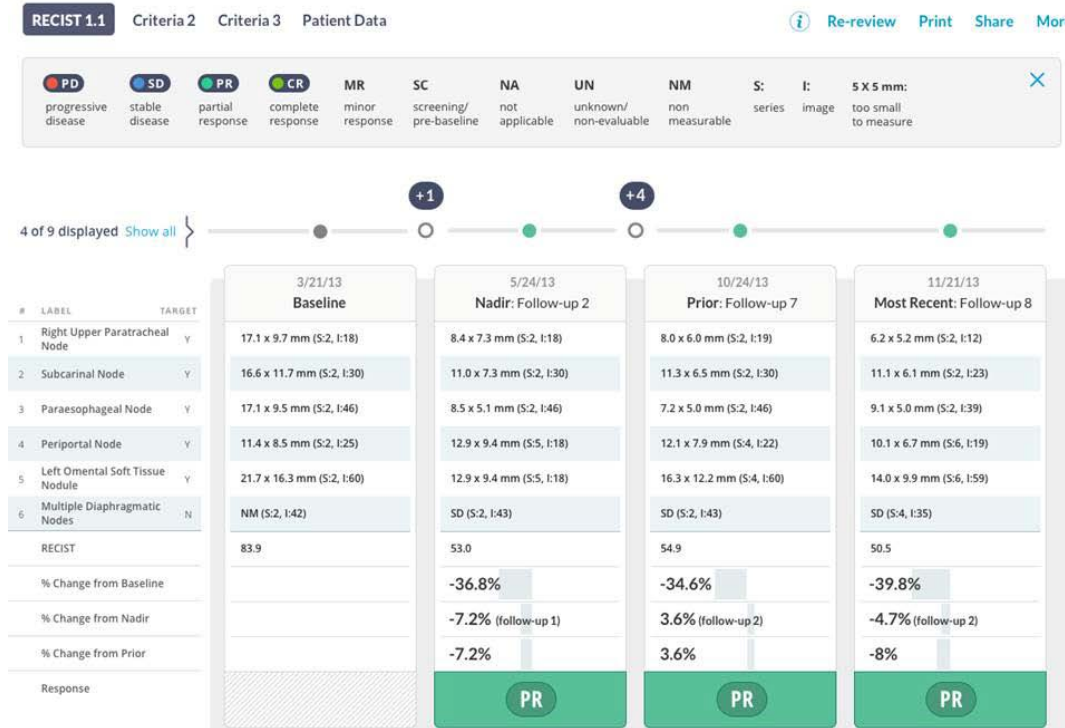 RECIST 1.1 Criteria 2 Criteria 3 Patient Data i Re-review Print Share Mor
PD SD PR CR MR SC NA UN NM S: I: 5 X 5 mm:
progressive stable partial complete minor screening/ not unknown/ non series image too small
disease disease response response response pre-baseline applicable non-evaluable measurable to measure
+1 +4
4 of 9 displayed Show all
3/21/13 5/24/13 10/24/13 11/21/13
Baseline Nadir: Follow-up 2 Prior: Follow-up 7 Most Recent: Follow-up 8
# LABEL TARGET
1 Right Upper Paratracheal Node Y 17.1 x 9.7 mm (S:2, I:18) 8.4 x 7.3 mm (S:2, I:18) 8.0 x 6.0 mm (S:2, I:19) 6.2 x 5.2 mm (S:2, I:12)
2 Subcarinal Node Y 16.6 x 11.7 mm (S:2, I:30) 11.0 x 7.3 mm (S:2, I:30) 11.3 x 6.5 mm (S:2, I:30) 11.1 x 6.1 mm (S:2, I:23)
3 Paraesophageal Node Y 17.1 x 9.5 mm (S:2, I:46) 8.5 x 5.1 mm (S:2, I:46) 7.2 x 5.0 mm (S:2, I:46) 9.1 x 5.0 mm (S:2, I:39)
4 Periportal Node Y 11.4 x 8.5 mm (S:2, I:25) 12.9 x 9.4 mm (S:5, I:18) 12.1 x 7.9 mm (S:4, I:22) 10.1 x 6.7 mm (S:6, I:19)
5 Left Omental Soft Tissue Nodule Y 21.7 x 16.3 mm (S:2, I:60) 12.9 x 9.4 mm (S:5, I:18) 16.3 x 12.2 mm (S:4, I:60) 14.0 x 9.9 mm (S:6, I:59)
6 Multiple Diaphragmatic Nodes N NM (S:2, I:42) SD (S:2, I:43) SD (S:2, I:43) SD (S:4, I:35)
RECIST 83.9 53.0 54.9 50.5
% Change from Baseline -36.8% -34.6% -39.8%
% Change from Nadir -7.2% (follow-up 1) 3.6% (follow-up 2) -4.7% (follow-up 2)
% Change from Prior -7.2% 3.6% -8%
Response PR PR PR